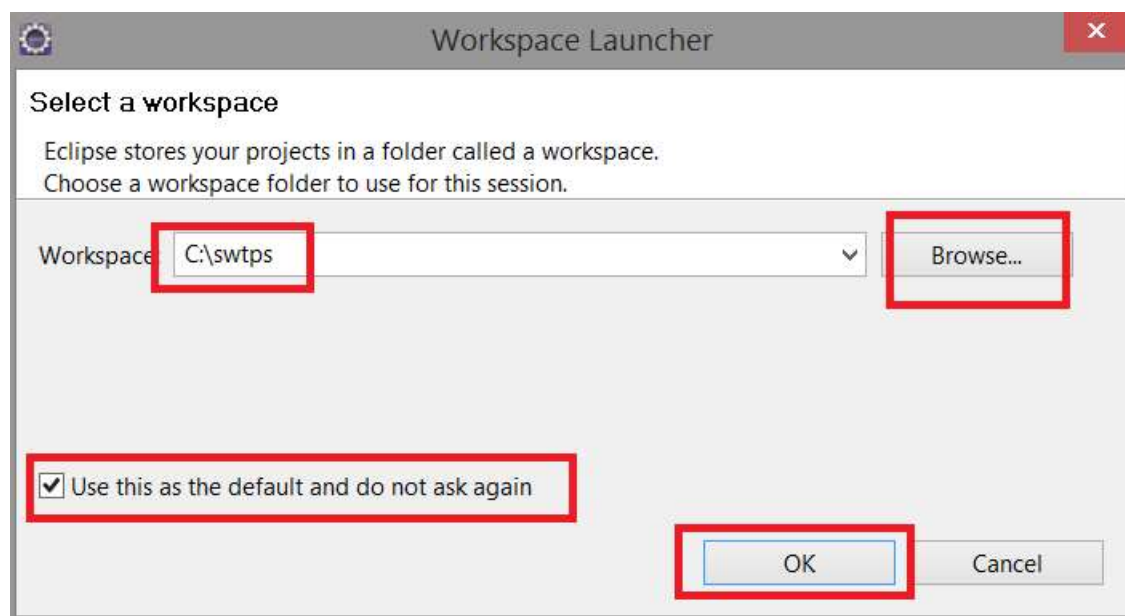 Workspace Launcher
Select a workspace
Eclipse stores your projects in a folder called a workspace.
Choose a workspace folder to use for this session.
Workspace C:\swtps Browse...
Use this as the default and do not ask again
OK Cancel